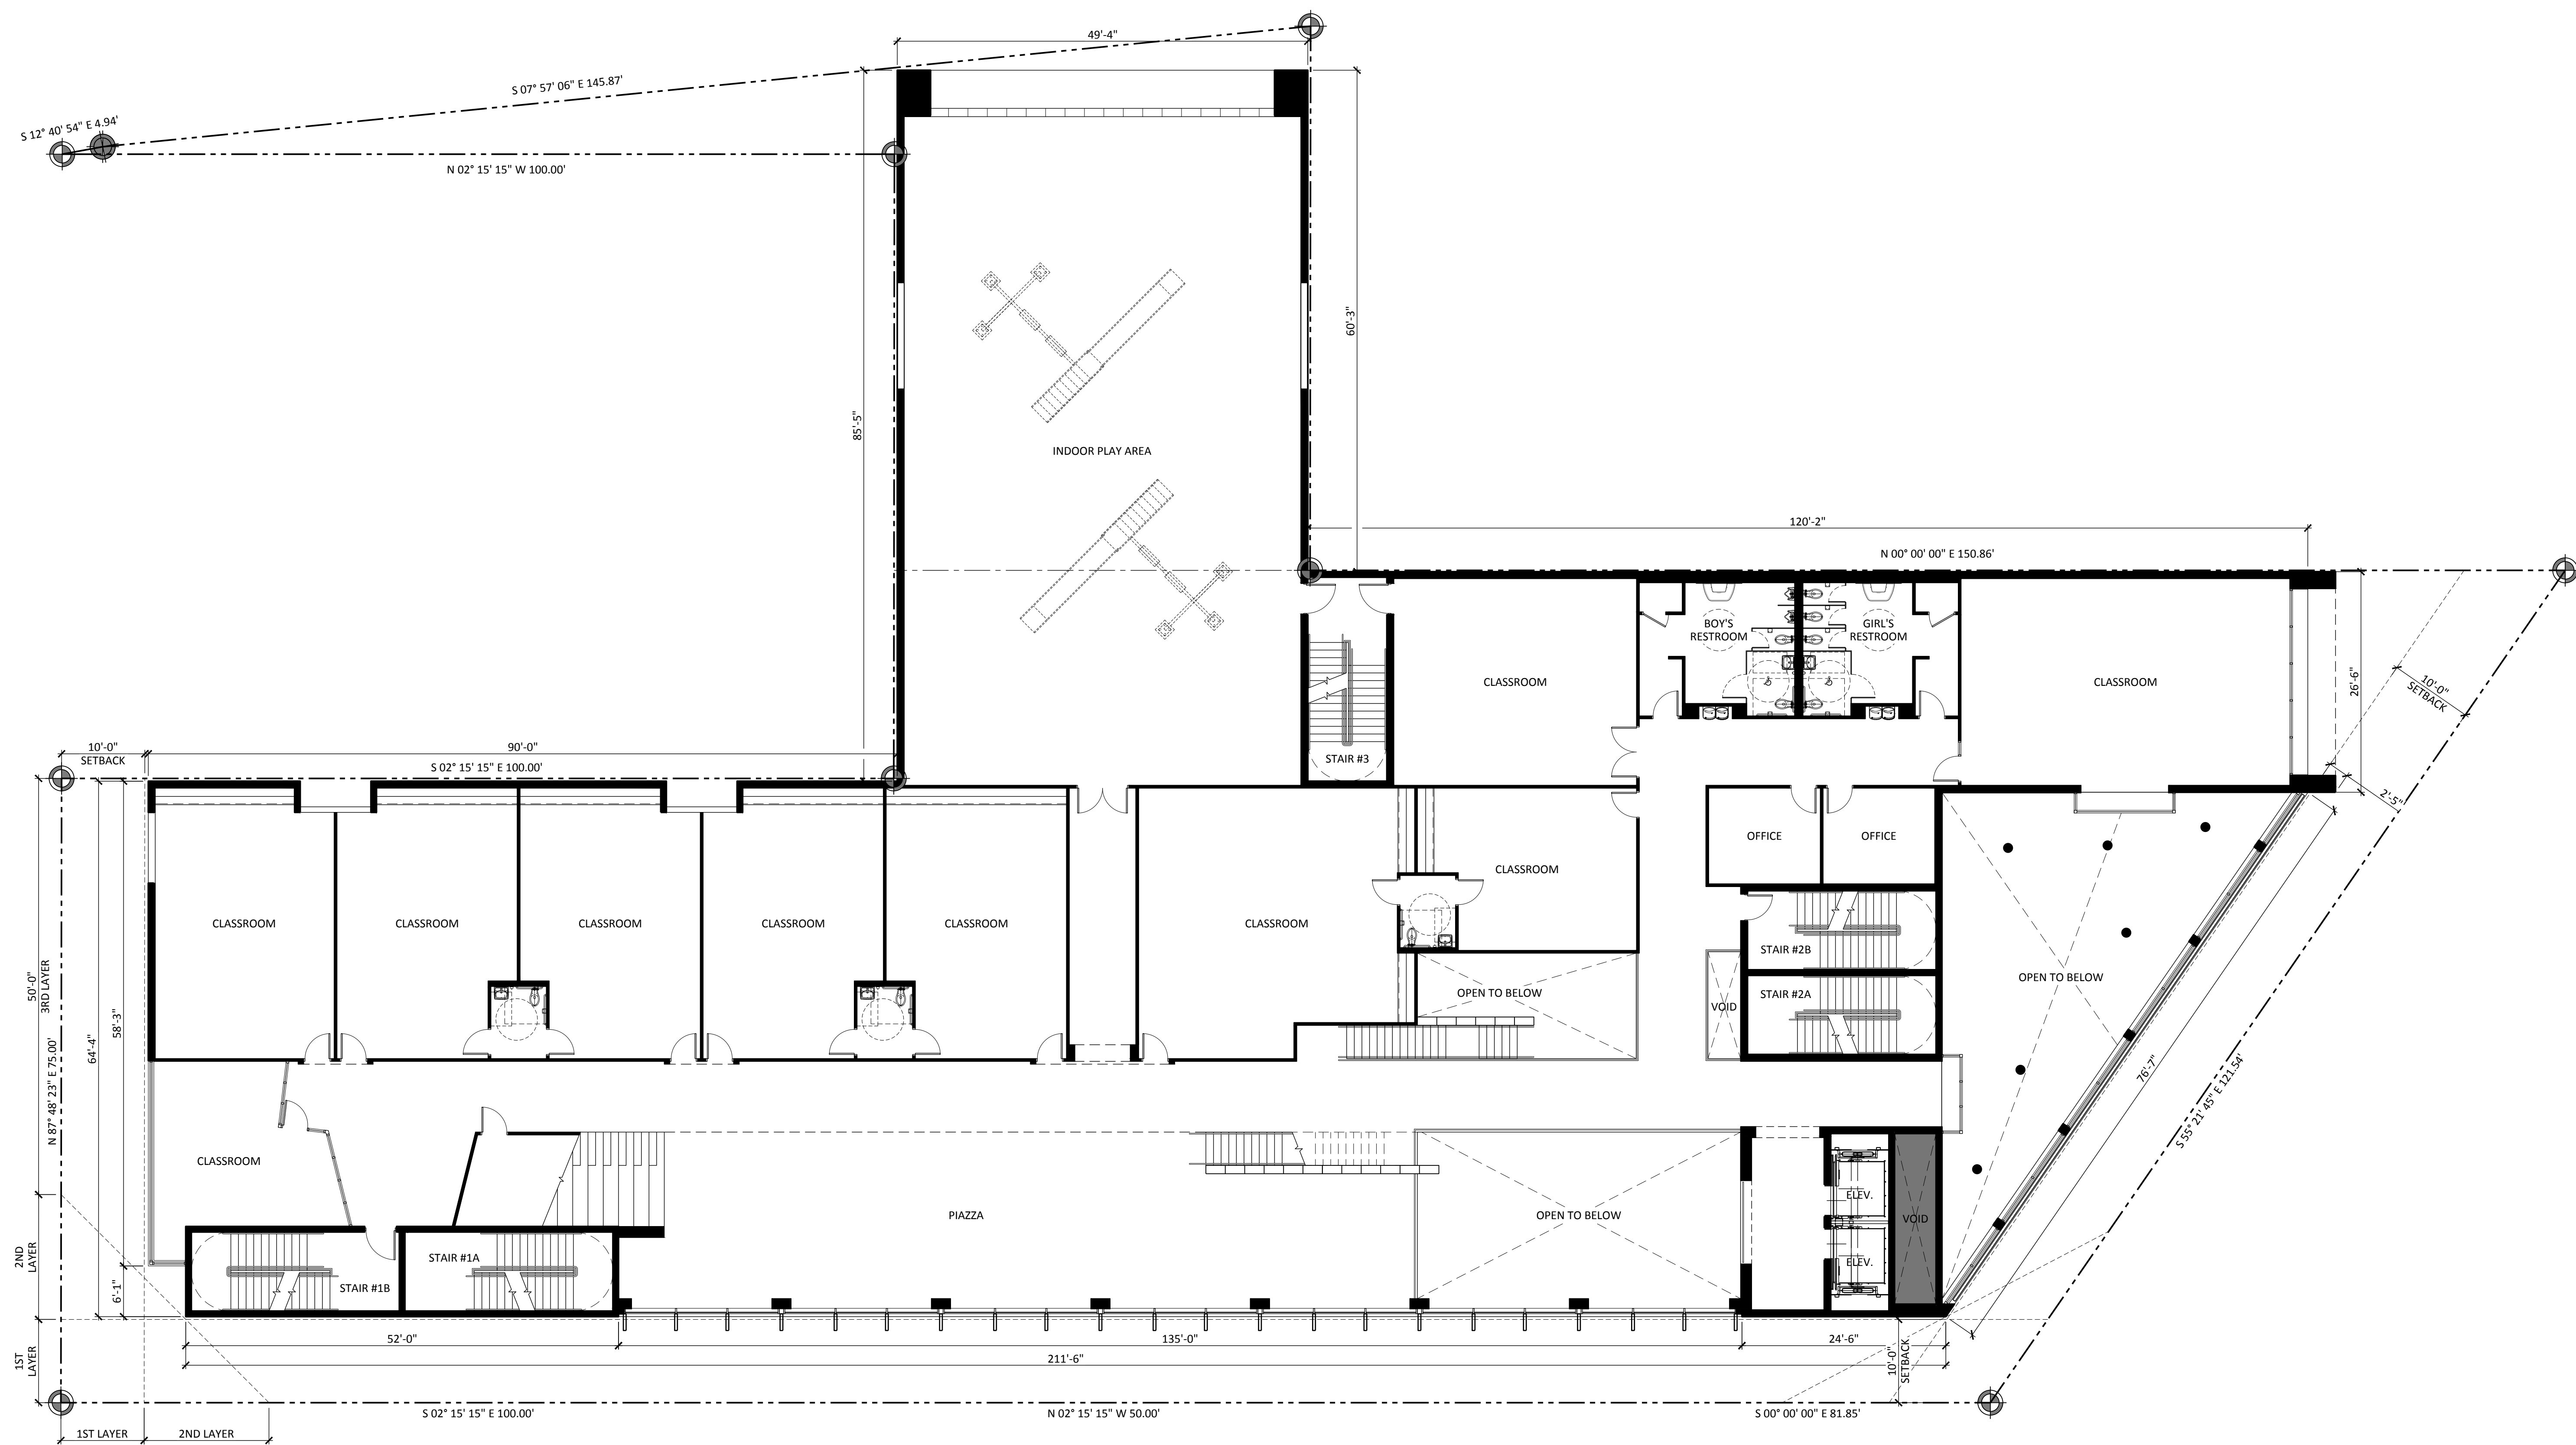 49'-4"
S 07° 57' 06" E 145.87'
S 12° 40' 54" E 4.94'
N 02° 15' 15" W 100.00'
60'-3"
85'-5"
INDOOR PLAY AREA
120'-2"
N 00° 00' 00" E 150.86'
BOY'S
RESTROOM
GIRL'S
RESTROOM
CLASSROOM
CLASSROOM
26'-6"
10'-0"
SETBACK
10'-0"
SETBACK
90'-0"
S 02° 15' 15" E 100.00'
STAIR #3
2'-5"
OFFICE
OFFICE
CLASSROOM
CLASSROOM
CLASSROOM
CLASSROOM
CLASSROOM
CLASSROOM
CLASSROOM
STAIR #2B
OPEN TO BELOW
OPEN TO BELOW
STAIR #2A
VOID
50'-0"
3RD LAYER
58'-3"
64'-4"
N 87° 48' 23" E 75.00'
76'-7"
S 55° 21' 45" E 121.54'
CLASSROOM
PIAZZA
OPEN TO BELOW
ELEV.
VOID
ELEV.
2ND
LAYER
STAIR #1A
STAIR #1B
6'-1"
52'-0"
135'-0"
24'-6"
211'-6"
10'-0"
SETBACK
1ST
LAYER
S 02° 15' 15" E 100.00'
N 02° 15' 15" W 50.00'
S 00° 00' 00" E 81.85'
1ST LAYER
2ND LAYER